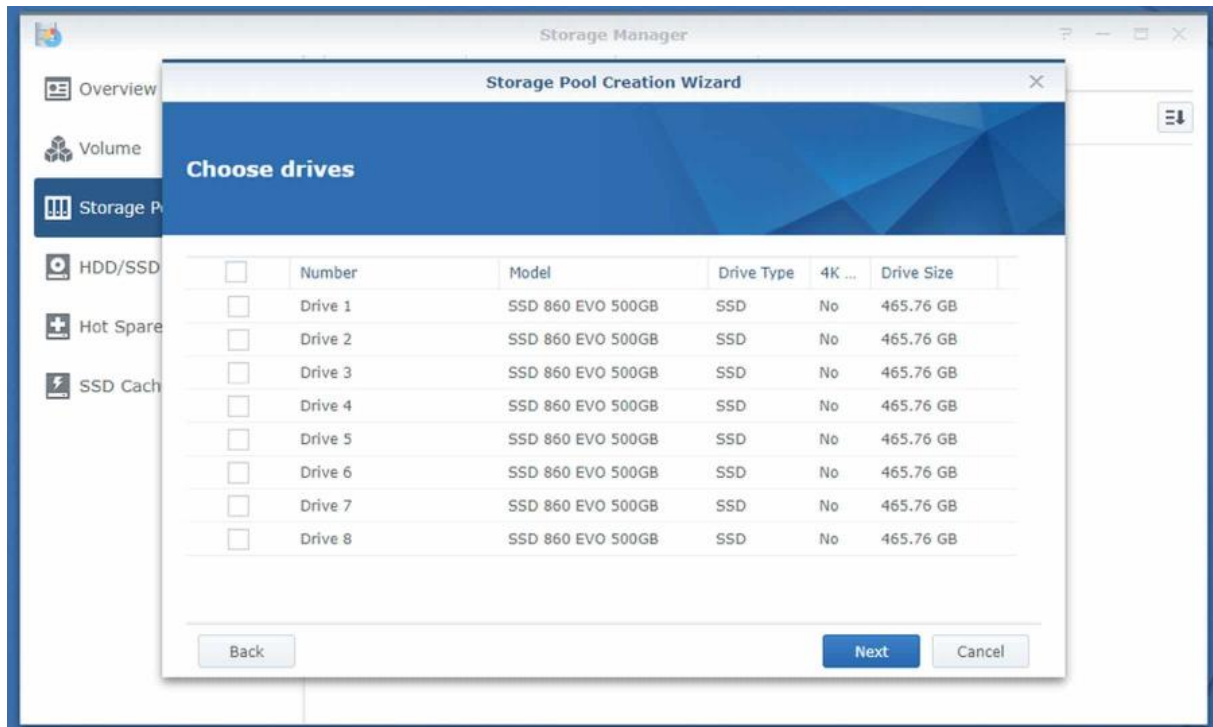 Storage Manager
Overview
Volume
Storage P
HDD/SSD
Hot Spare
SSD Cach
Storage Pool Creation Wizard
Choose drives
Number Model Drive Type 4K ... Drive Size
Drive 1 SSD 860 EVO 500GB SSD No 465.76 GB
Drive 2 SSD 860 EVO 500GB SSD No 465.76 GB
Drive 3 SSD 860 EVO 500GB SSD No 465.76 GB
Drive 4 SSD 860 EVO 500GB SSD No 465.76 GB
Drive 5 SSD 860 EVO 500GB SSD No 465.76 GB
Drive 6 SSD 860 EVO 500GB SSD No 465.76 GB
Drive 7 SSD 860 EVO 500GB SSD No 465.76 GB
Drive 8 SSD 860 EVO 500GB SSD No 465.76 GB
Back Next Cancel